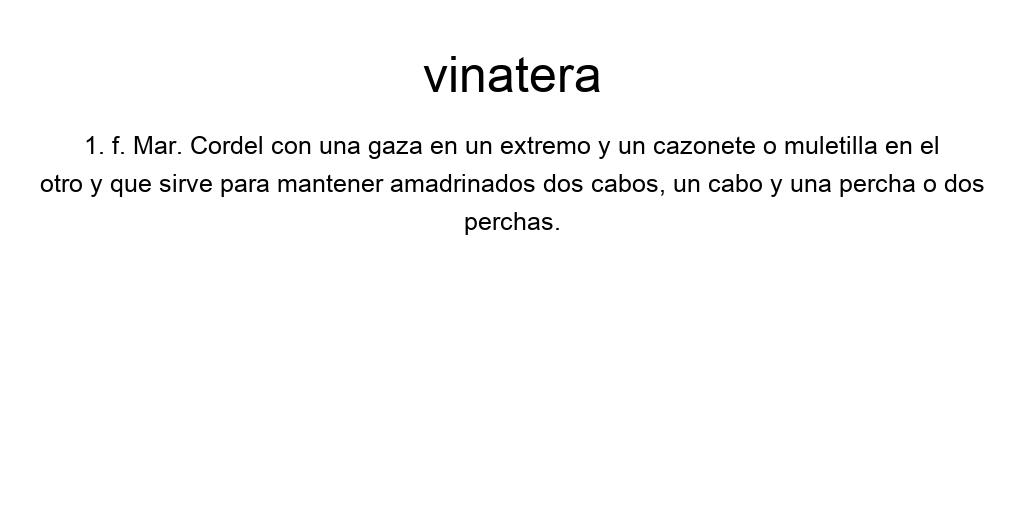 vinatera
1. f. Mar. Cordel con una gaza en un extremo y un cazonete o muletilla en el
otro y que sirve para mantener amadrinados dos cabos, un cabo y una percha o dos
perchas.